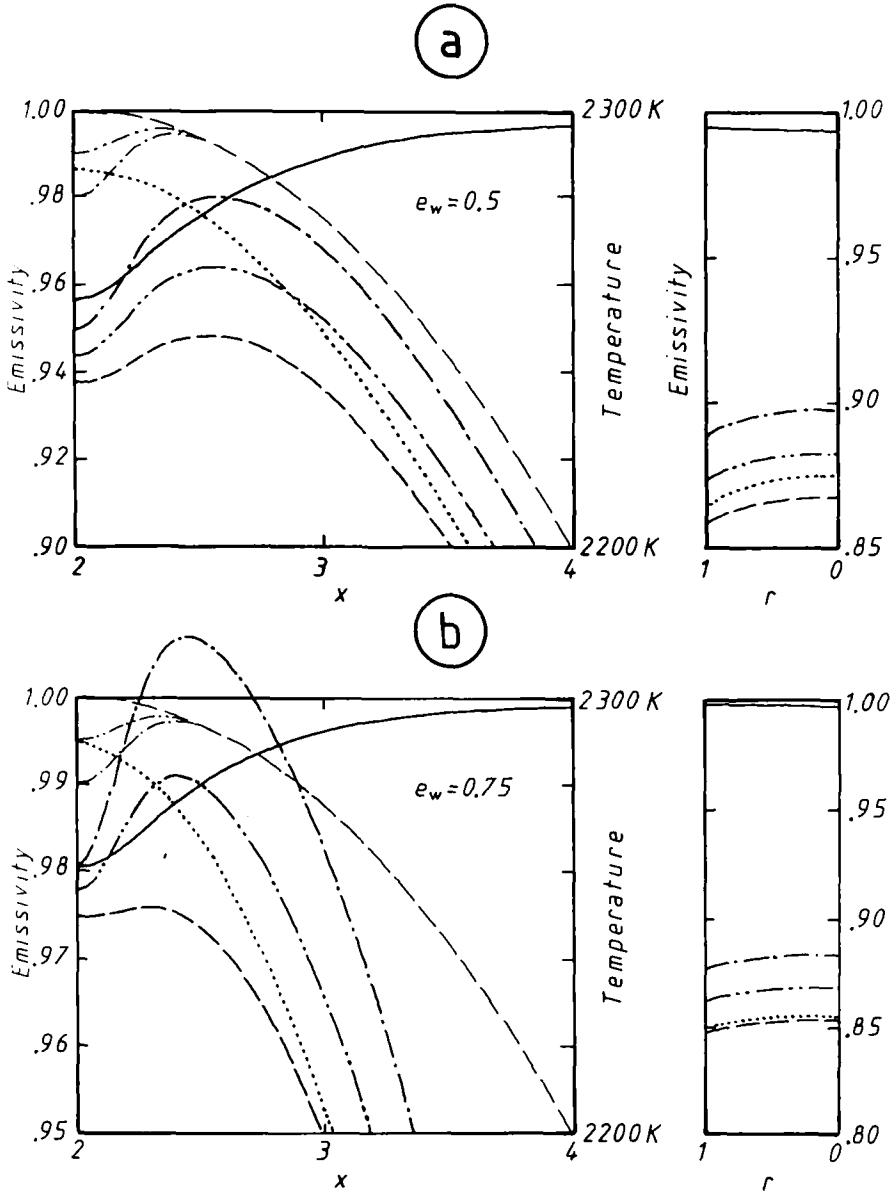 a
1.00
.98
.96
.94
.92
.90
Emissivity
2
3
4
x
e_w = 0.5
2300 K
2200 K
Temperature
Emissivity
1.00
.95
.90
.85
1
0
r
b
1.00
.99
.98
.97
.96
.95
Emissivity
2
3
4
x
e_w = 0.75
2300 K
2200 K
Temperature
1.00
.95
.90
.85
.80
1
0
r